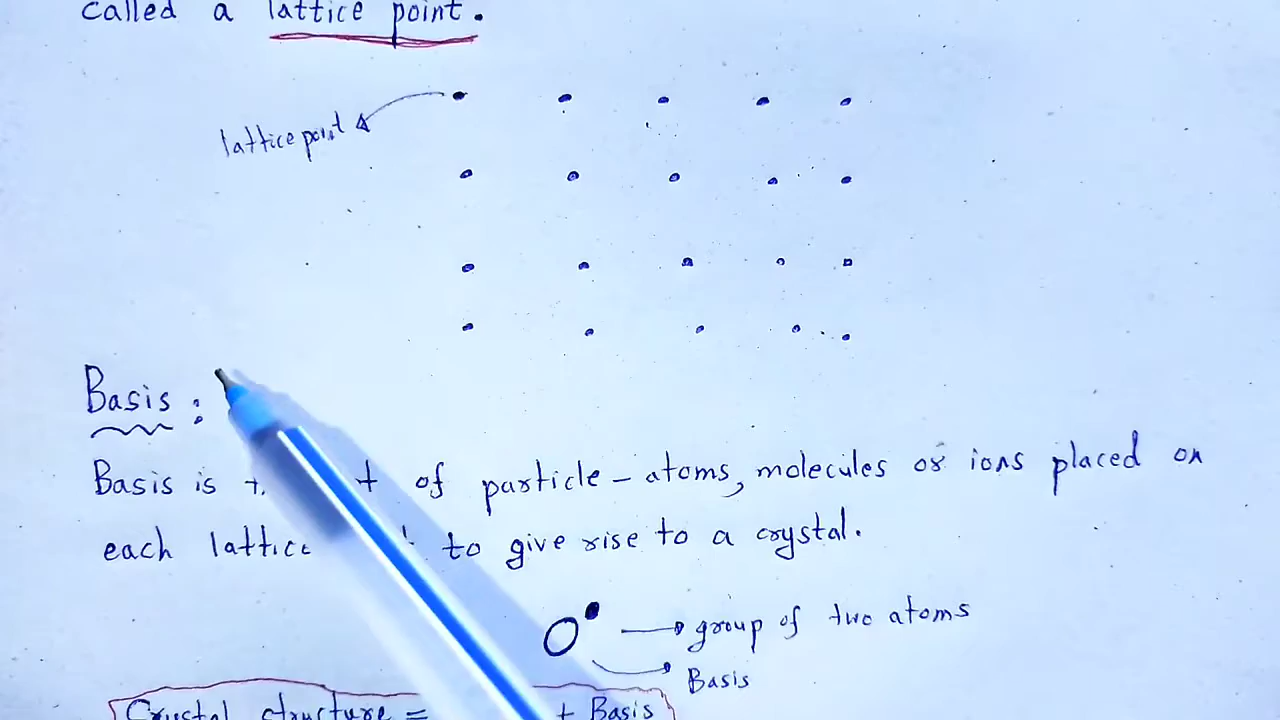 called a lattice point.
lattice point
Basis :
Basis is of particle - atoms, molecules or ions placed on
each lattice to give rise to a crystal.
group of two atoms
Basis
Crystal structure = + Basis